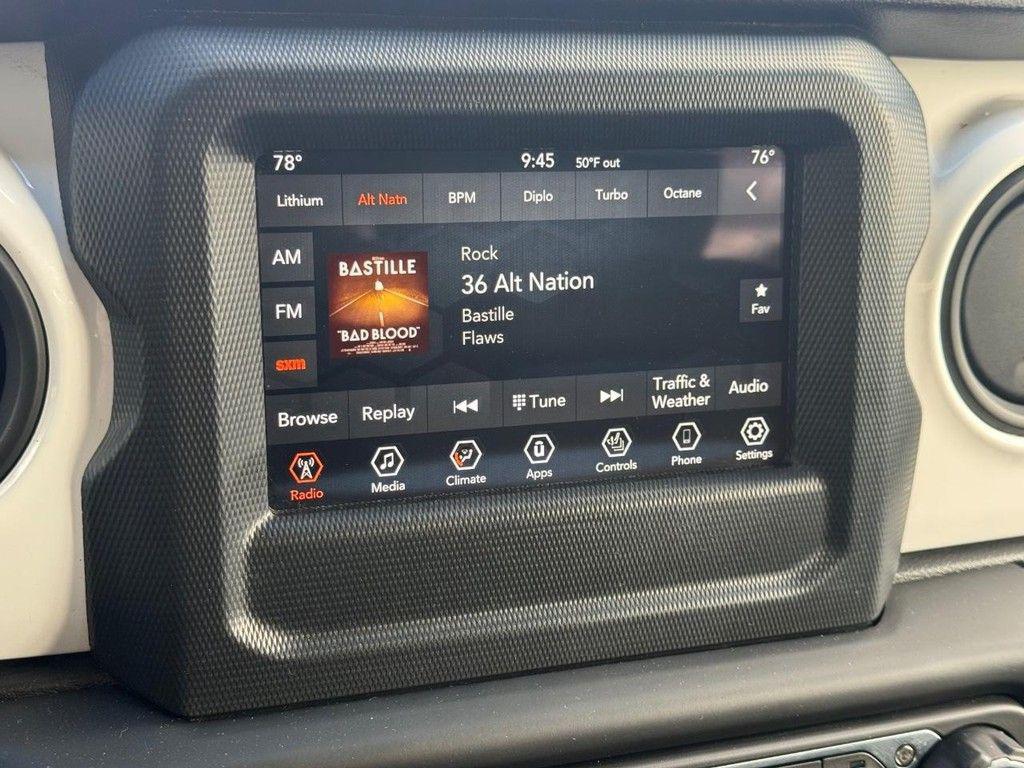 78° 9:45 50°F out 76°
Lithium Alt Natn BPM Diplo Turbo Octane
AM
FM
sxm
BASTILLE
"BAD BLOOD"
Rock
36 Alt Nation
Bastille
Flaws
Fav
Browse Replay Tune Traffic & Weather Audio
Radio Media Climate Apps Controls Phone Settings